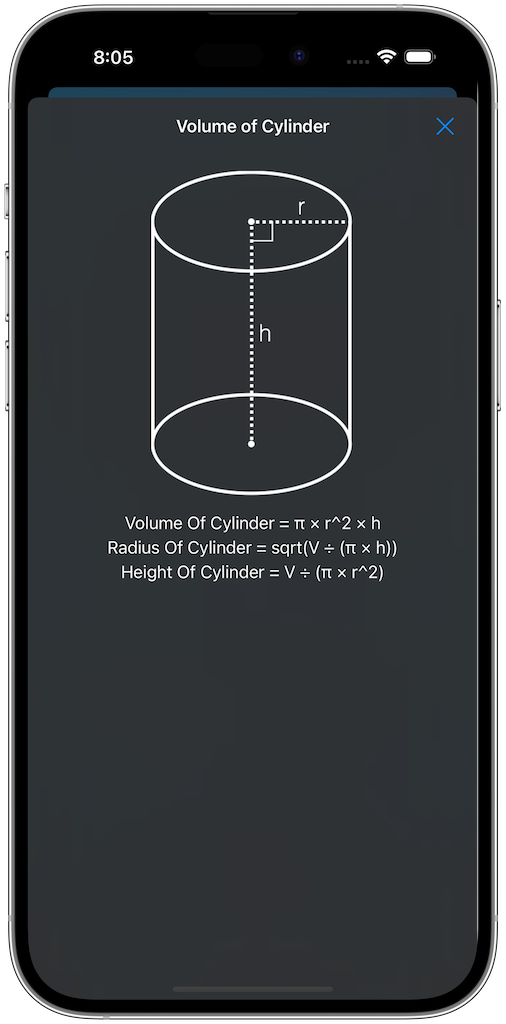 8:05
Volume of Cylinder
r
h
Volume Of Cylinder = π × r^2 × h
Radius Of Cylinder = sqrt(V ÷ (π × h))
Height Of Cylinder = V ÷ (π × r^2)